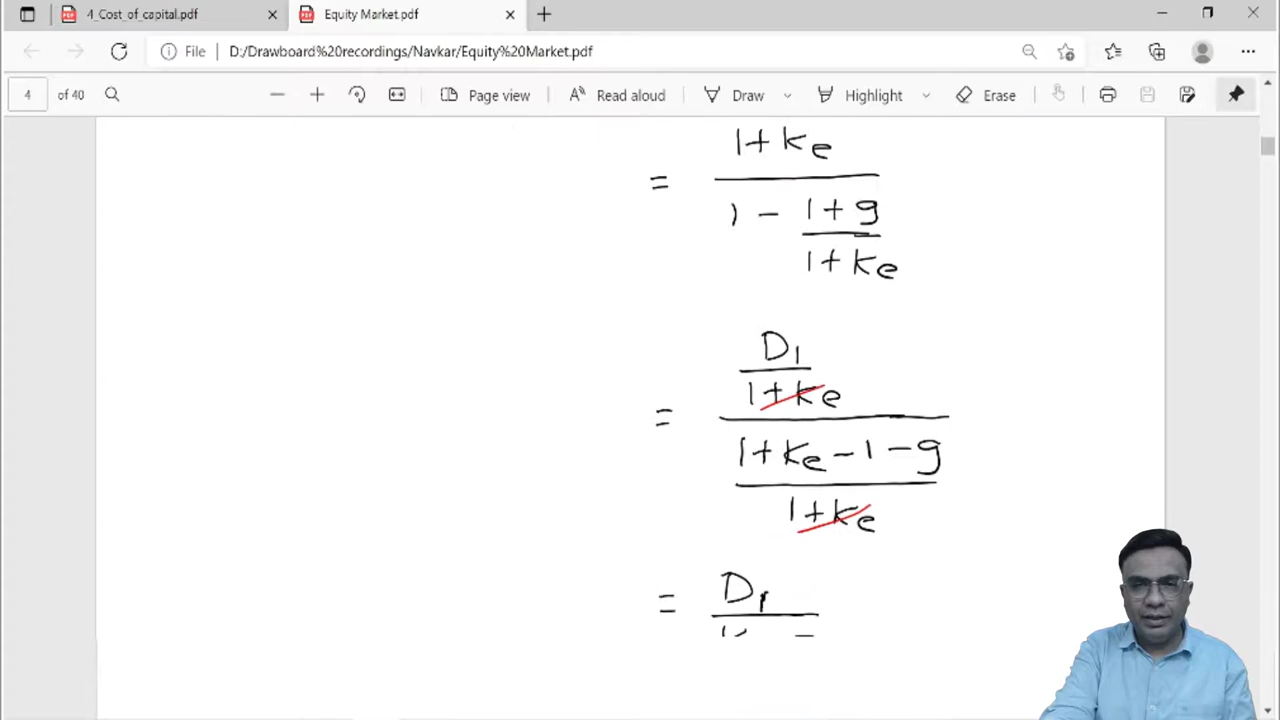 4_Cost_of_capital.pdf
Equity Market.pdf
File
D:/Drawboard%20recordings/Navkar/Equity%20Market.pdf
4 of 40
Page view
Read aloud
Draw
Highlight
Erase
1+ke
=
1 - 1+g
1+ke
D1
1+ke
=
1+ke-1-g
1+ke
= D1